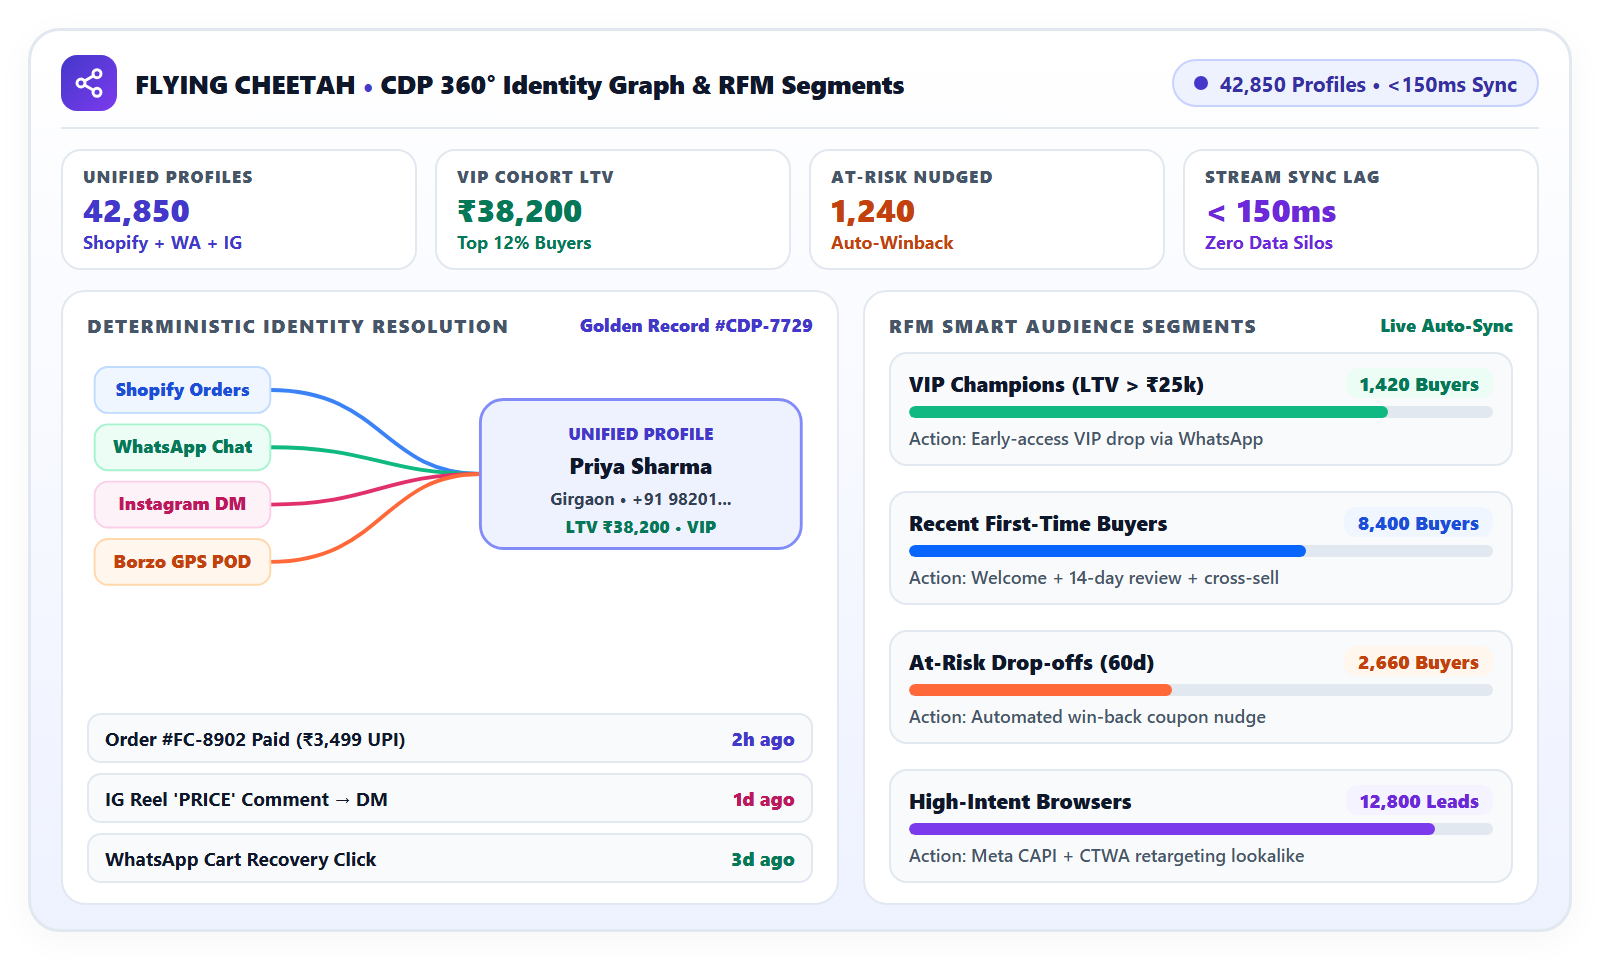 FLYING CHEETAH • CDP 360° Identity Graph & RFM Segments
42,850 Profiles • <150ms Sync
UNIFIED PROFILES
42,850
Shopify + WA + IG
VIP COHORT LTV
₹38,200
Top 12% Buyers
AT-RISK NUDGED
1,240
Auto-Winback
STREAM SYNC LAG
< 150ms
Zero Data Silos
DETERMINISTIC IDENTITY RESOLUTION
Golden Record #CDP-7729
Shopify Orders
WhatsApp Chat
Instagram DM
Borzo GPS POD
UNIFIED PROFILE
Priya Sharma
Girgaon • +91 98201...
LTV ₹38,200 • VIP
Order #FC-8902 Paid (₹3,499 UPI)
2h ago
IG Reel 'PRICE' Comment → DM
1d ago
WhatsApp Cart Recovery Click
3d ago
RFM SMART AUDIENCE SEGMENTS
Live Auto-Sync
VIP Champions (LTV > ₹25k)
1,420 Buyers
Action: Early-access VIP drop via WhatsApp
Recent First-Time Buyers
8,400 Buyers
Action: Welcome + 14-day review + cross-sell
At-Risk Drop-offs (60d)
2,660 Buyers
Action: Automated win-back coupon nudge
High-Intent Browsers
12,800 Leads
Action: Meta CAPI + CTWA retargeting lookalike